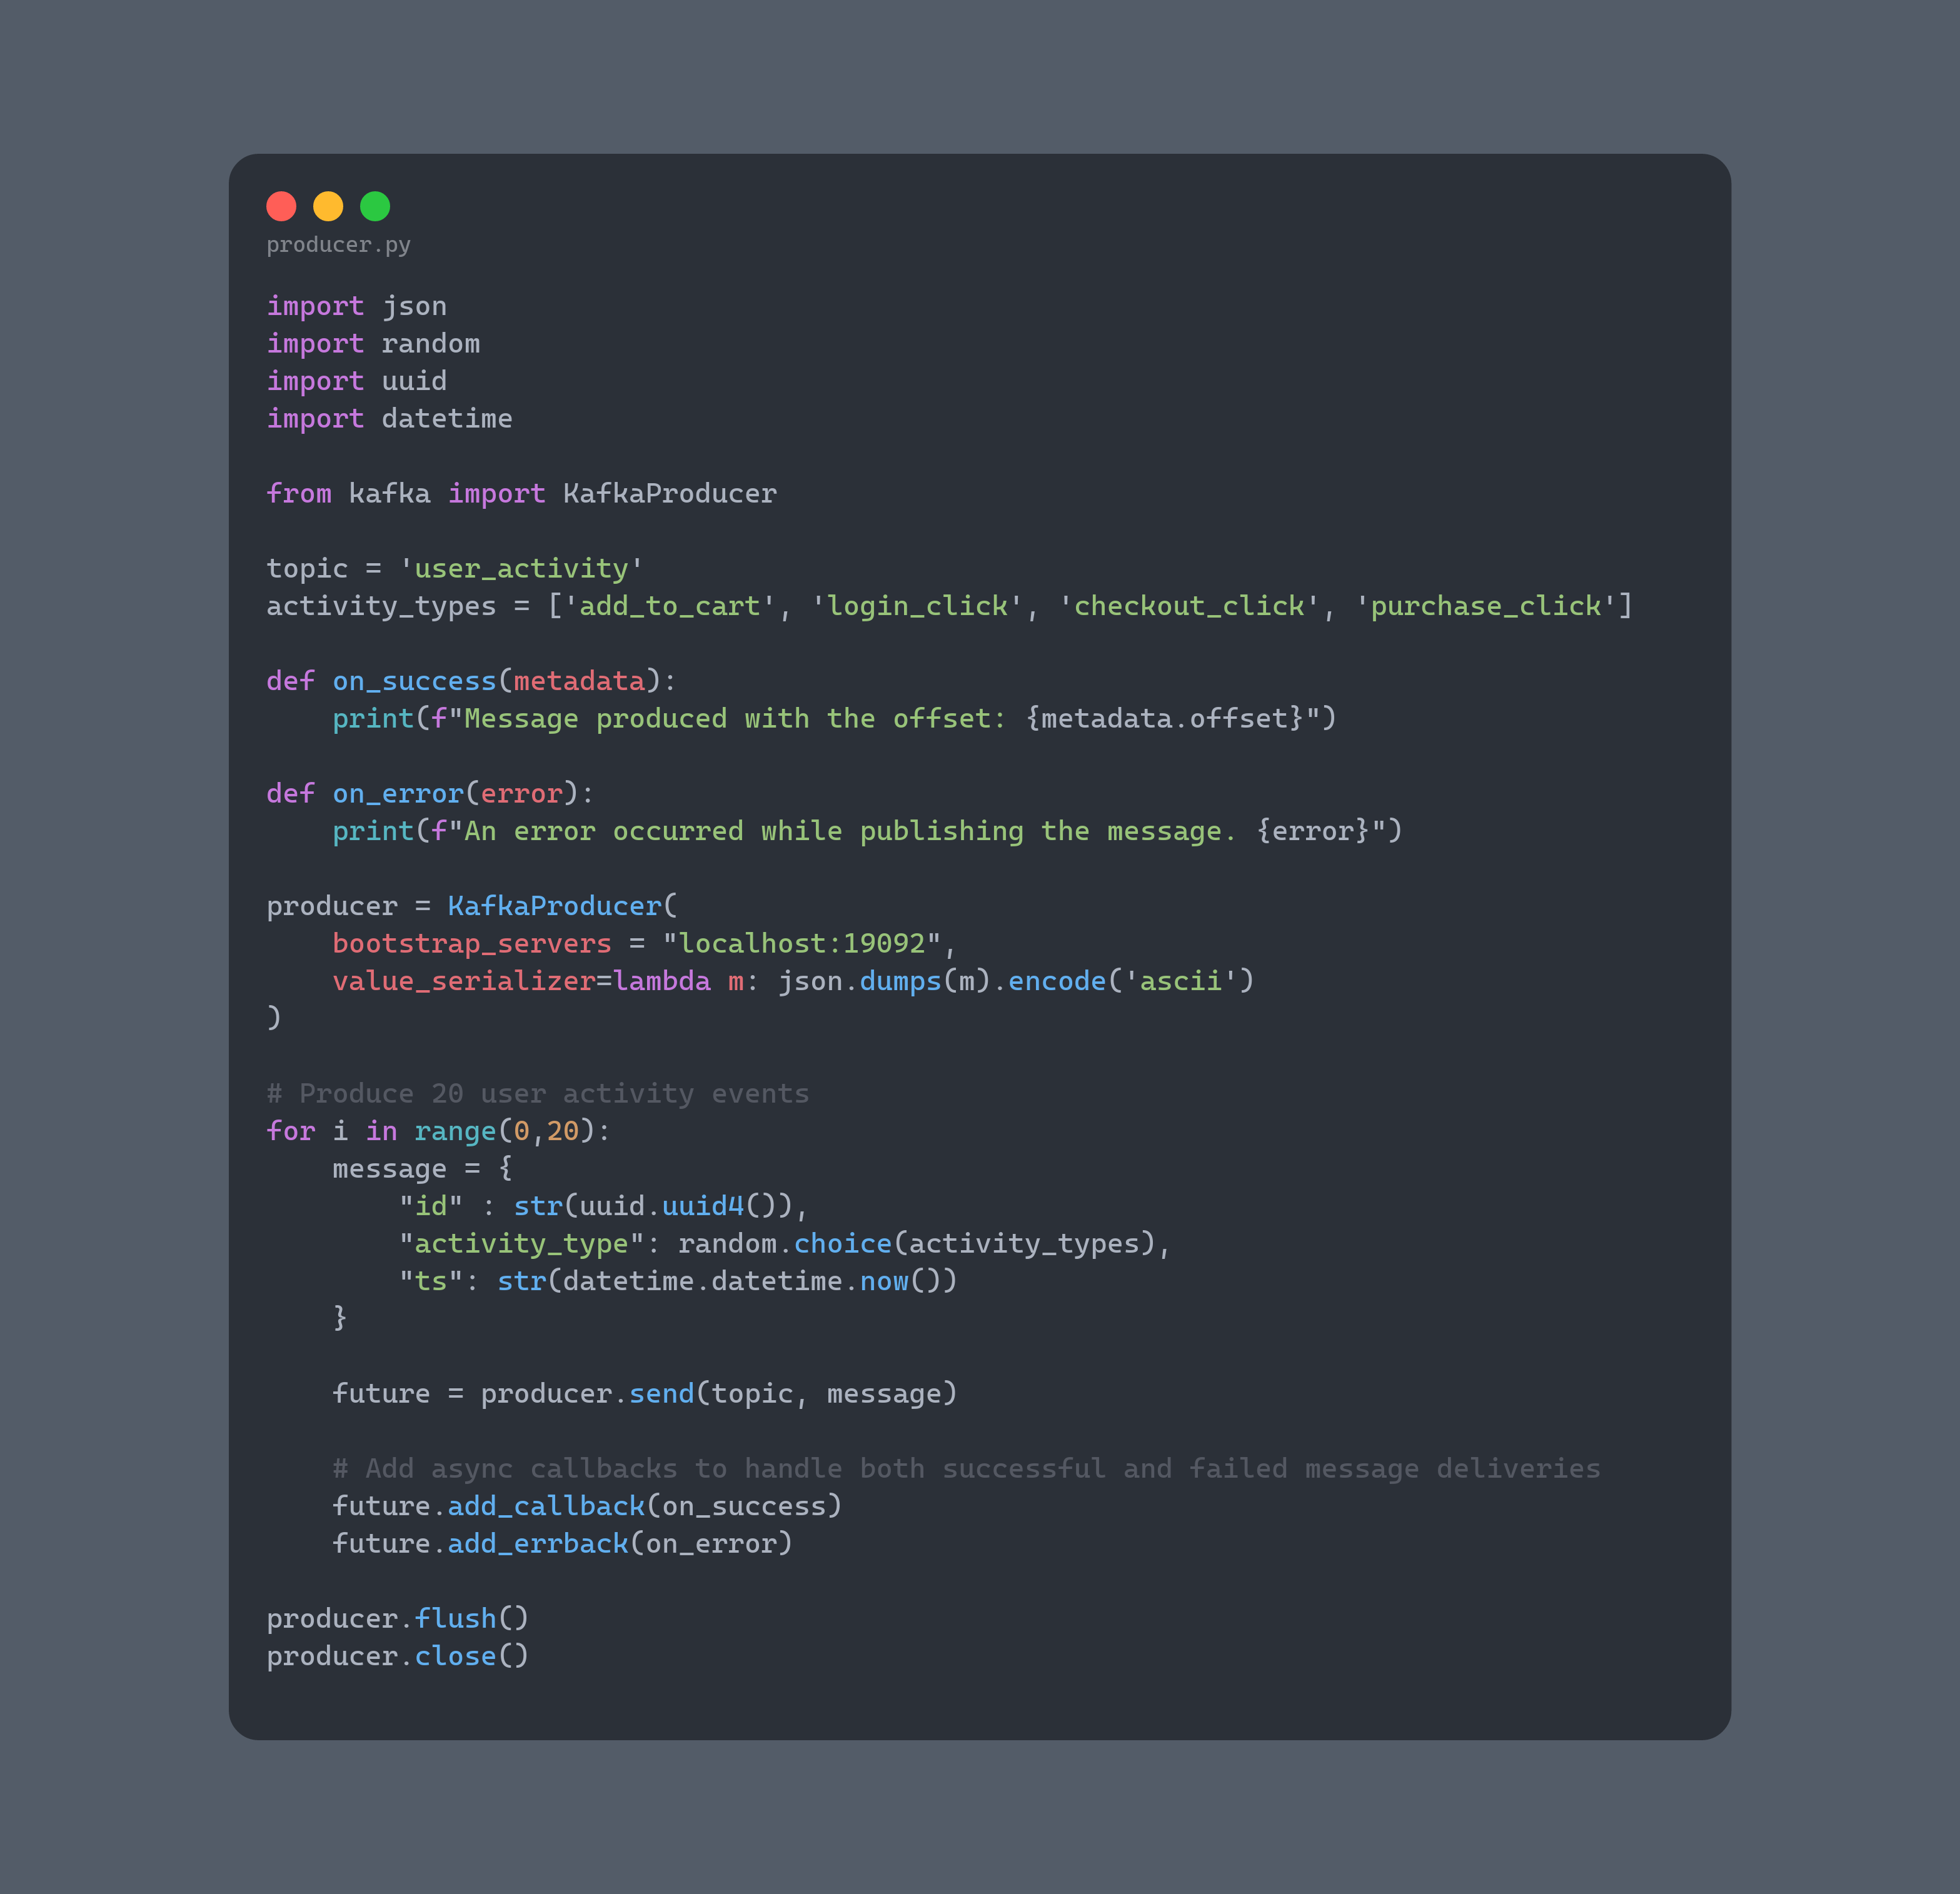 producer.py
import json
import random
import uuid
import datetime

from kafka import KafkaProducer

topic = 'user_activity'
activity_types = ['add_to_cart', 'login_click', 'checkout_click', 'purchase_click']

def on_success(metadata):
    print(f"Message produced with the offset: {metadata.offset}")

def on_error(error):
    print(f"An error occurred while publishing the message. {error}")

producer = KafkaProducer(
    bootstrap_servers = "localhost:19092",
    value_serializer=lambda m: json.dumps(m).encode('ascii')
)

# Produce 20 user activity events
for i in range(0,20):
    message = {
        "id" : str(uuid.uuid4()),
        "activity_type": random.choice(activity_types),
        "ts": str(datetime.datetime.now())
    }

    future = producer.send(topic, message)

    # Add async callbacks to handle both successful and failed message deliveries
    future.add_callback(on_success)
    future.add_errback(on_error)

producer.flush()
producer.close()